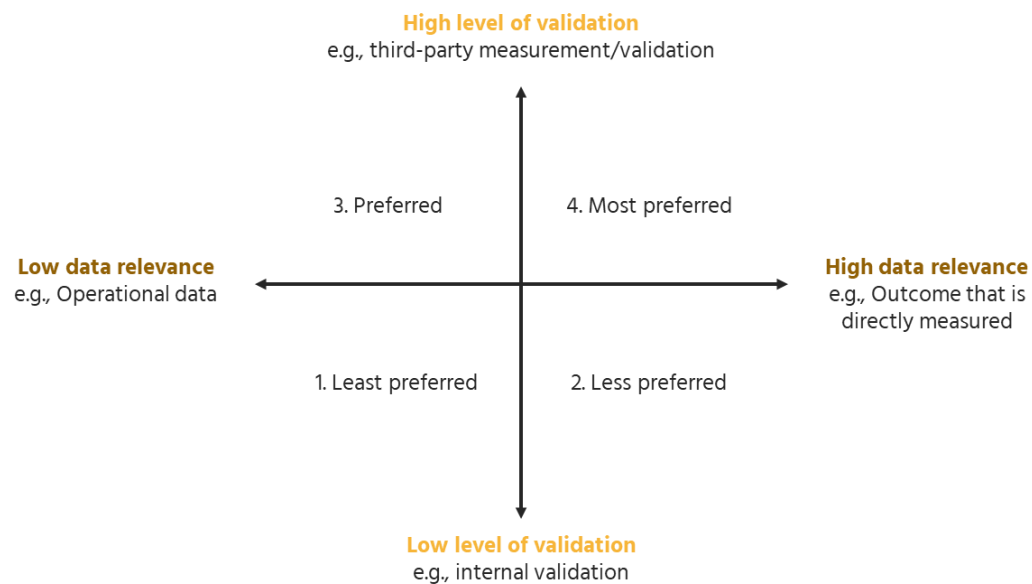 High level of validation
e.g., third-party measurement/validation
3. Preferred
4. Most preferred
Low data relevance
e.g., Operational data
High data relevance
e.g., Outcome that is
directly measured
1. Least preferred
2. Less preferred
Low level of validation
e.g., internal validation